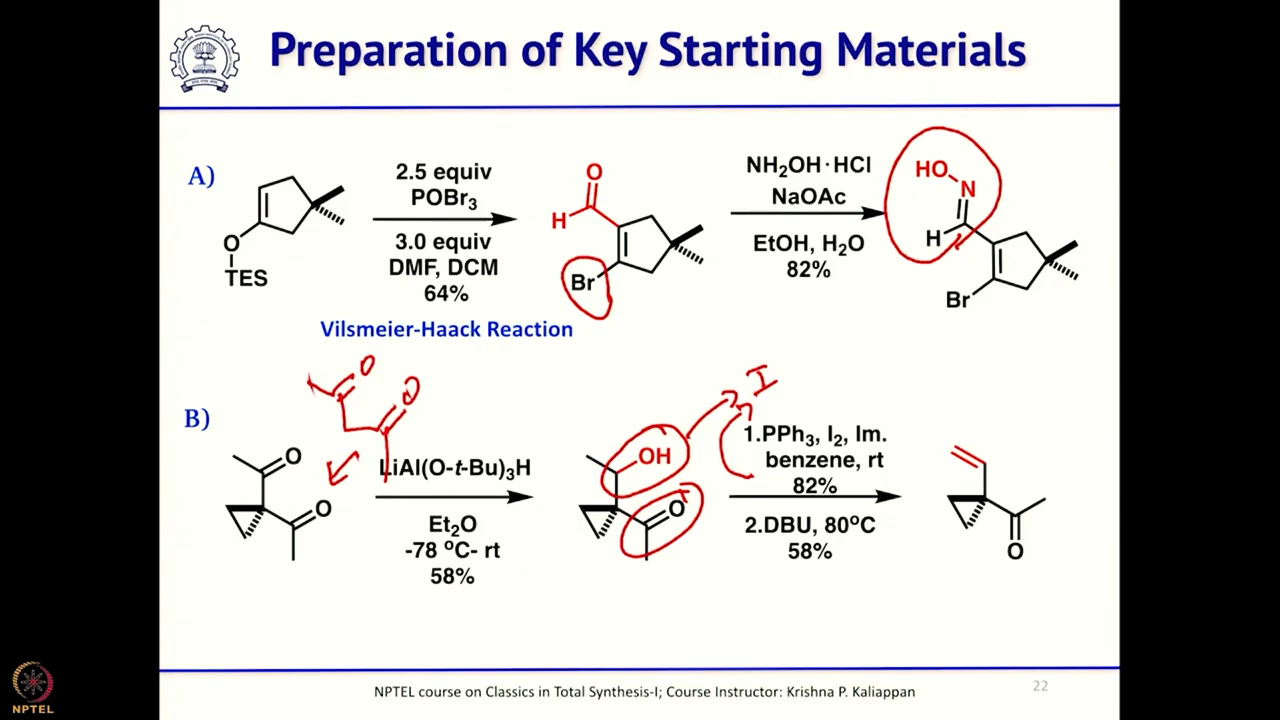 Preparation of Key Starting Materials
A)
O
TES
2.5 equiv
POBr₃
3.0 equiv
DMF, DCM
64%
Vilsmeier-Haack Reaction
O
H
Br
NH₂OH·HCl
NaOAc
EtOH, H₂O
82%
HO
N
H
Br
B)
O
O
O
O
LiAl(O-t-Bu)₃H
Et₂O
-78 ºC- rt
58%
OH
O
I
1.PPh₃, I₂, Im.
benzene, rt
82%
2.DBU, 80ºC
58%
O
NPTEL course on Classics in Total Synthesis-I; Course Instructor: Krishna P. Kaliappan
22
NPTEL